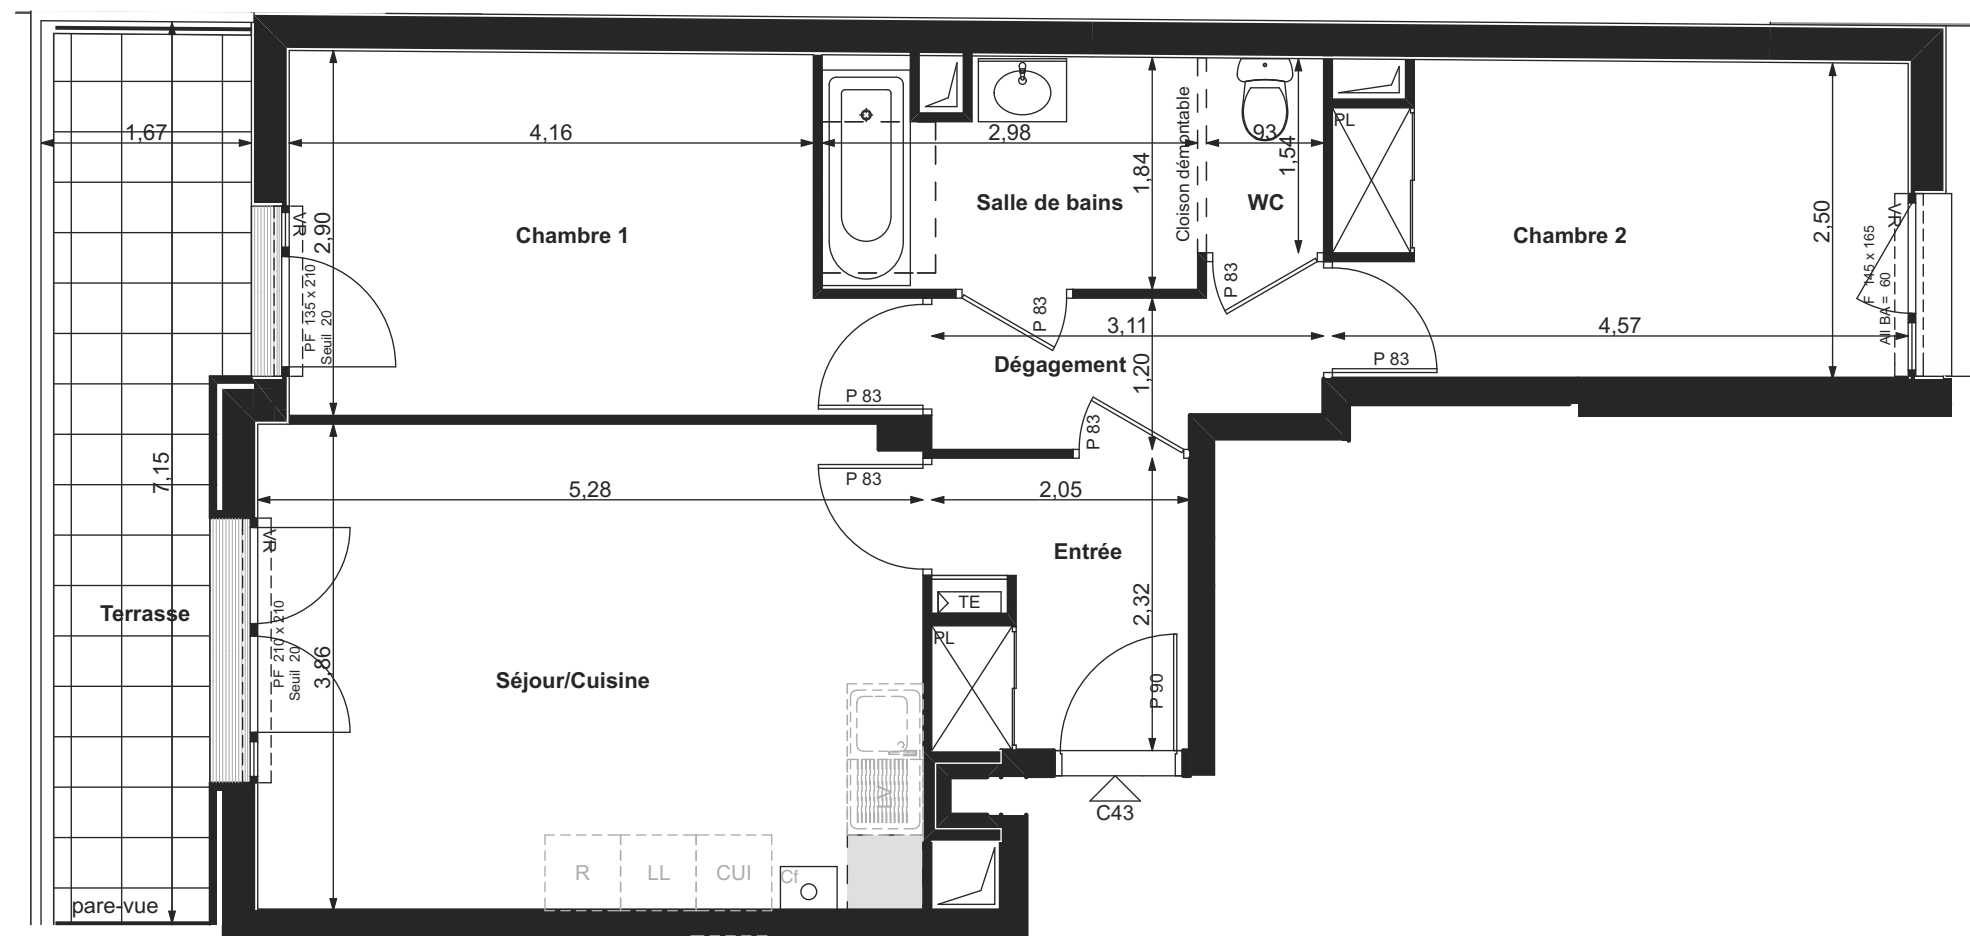 1,67
4,16
2,98
93
1,54
PL
Cloison démontable
1,84
Salle de bains
WC
Chambre 1
Chambre 2
2,90
2,50
VR
PF 135 x 210
Seuil 20
VR
F 145 x 165
All BA = 60
P 83
P 83
3,11
4,57
Dégagement
1,20
P 83
P 83
P 83
P 83
7,15
5,28
2,05
VR
Entrée
TE
2,32
PL
Terrasse
PF 210 x 210
Seuil 20
3,86
Séjour/Cuisine
P 90
LV
C43
R
LL
CUI
Cf
pare-vue